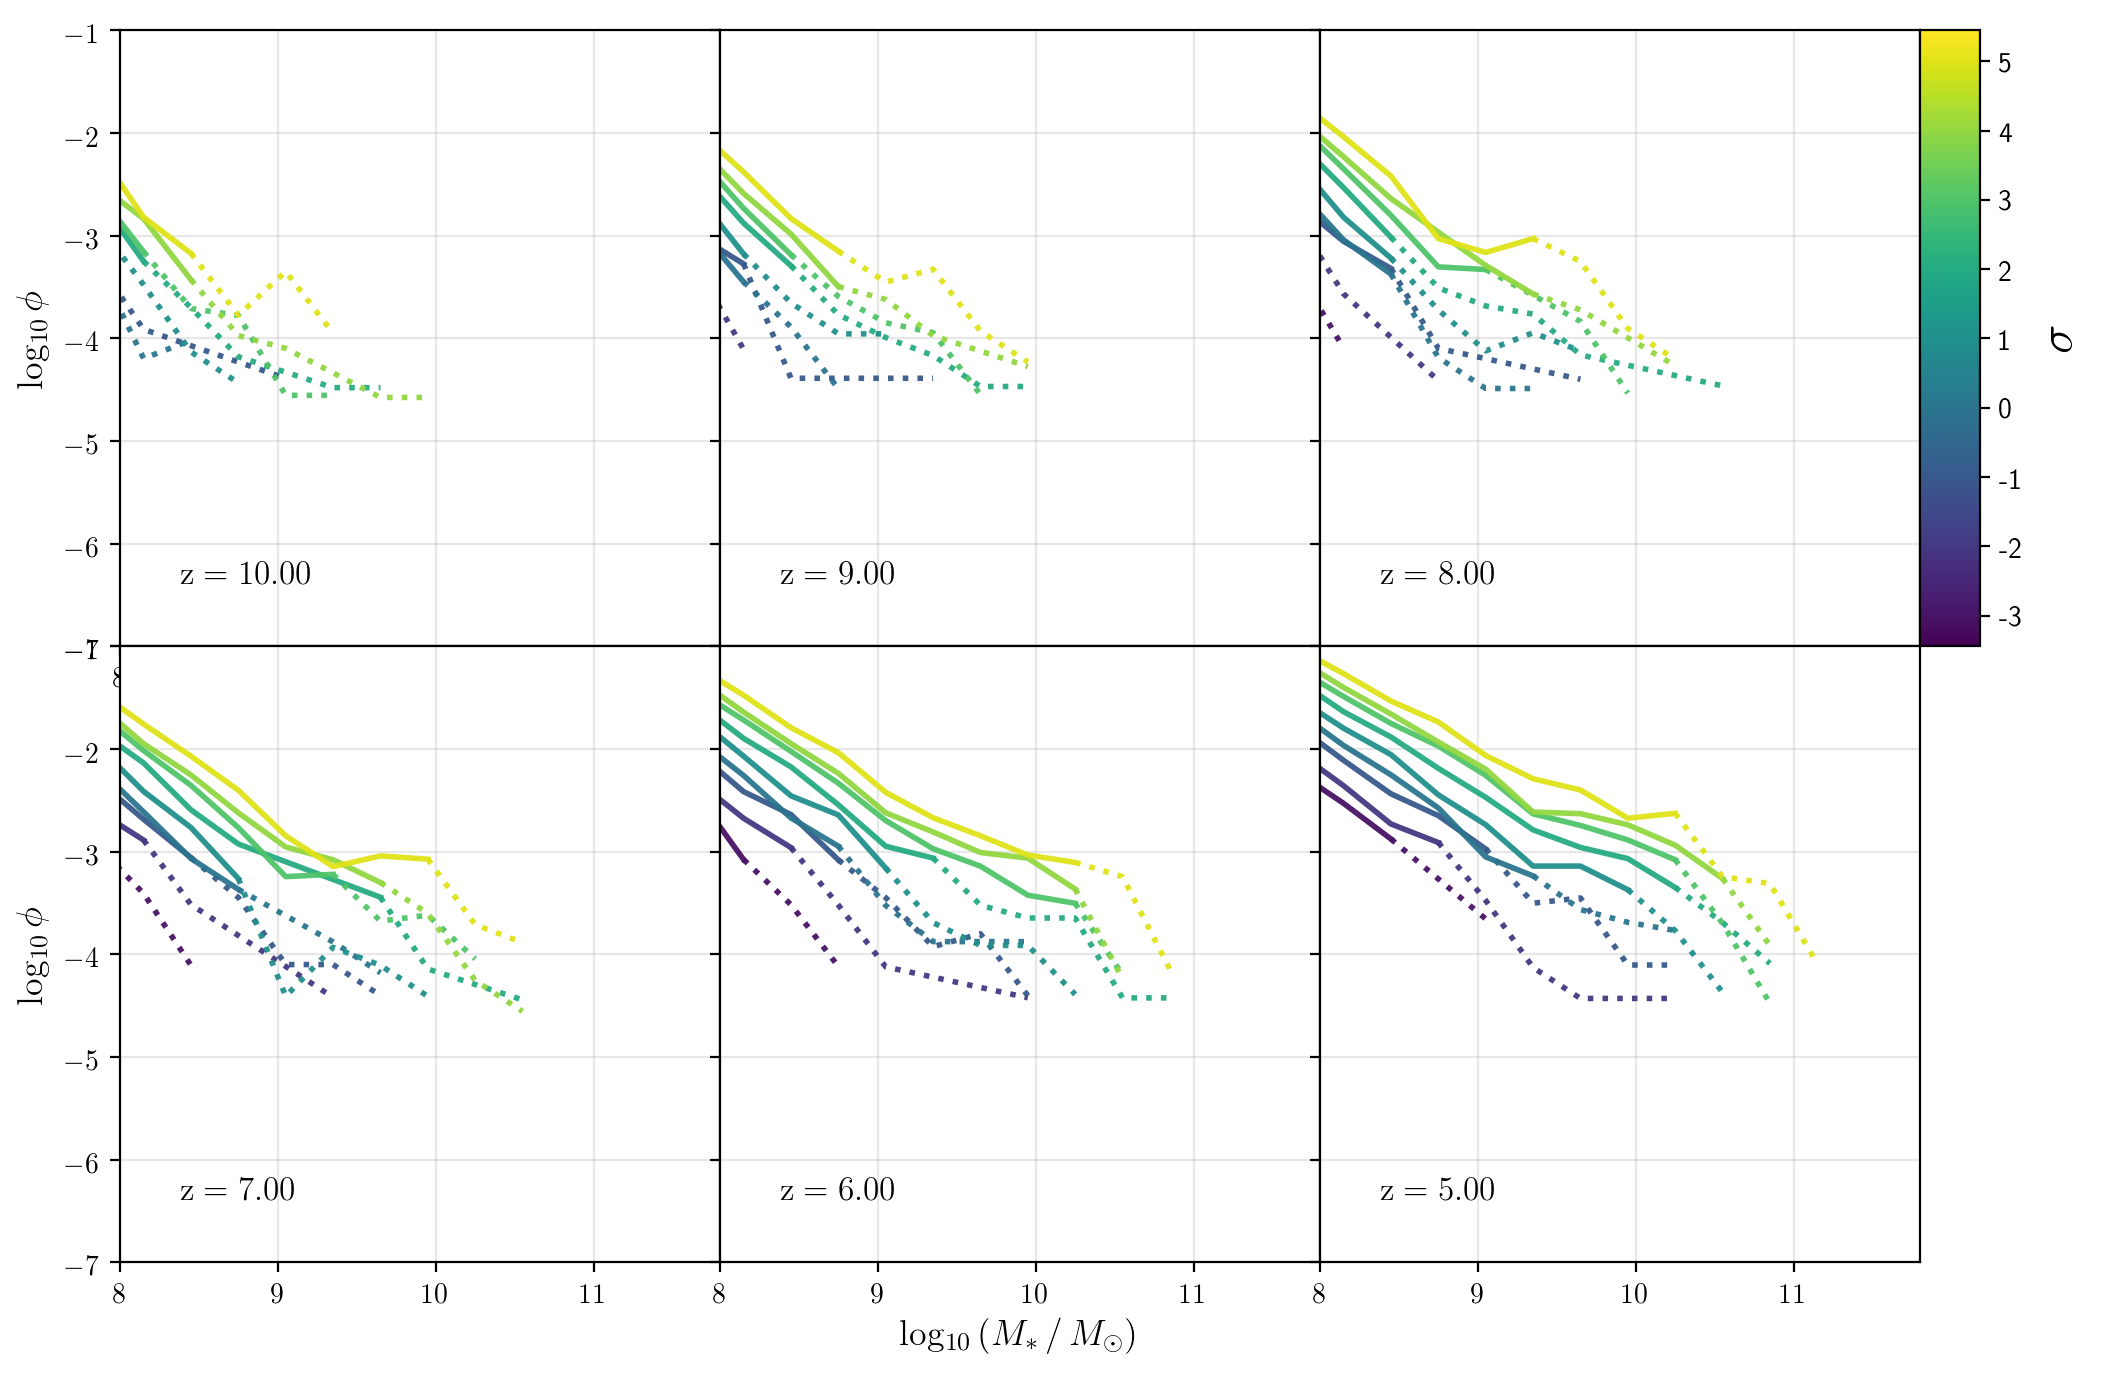 −1
−2
−3
−4
−5
−6
−7
log₁₀ ϕ
z = 10.00
z = 9.00
z = 8.00
5
4
3
2
1
0
-1
-2
-3
σ
8
−2
−3
−4
−5
−6
−7
log₁₀ ϕ
z = 7.00
z = 6.00
z = 5.00
8 9 10 11 8 9 10 11 8 9 10 11
log₁₀ (M∗ / M⊙)